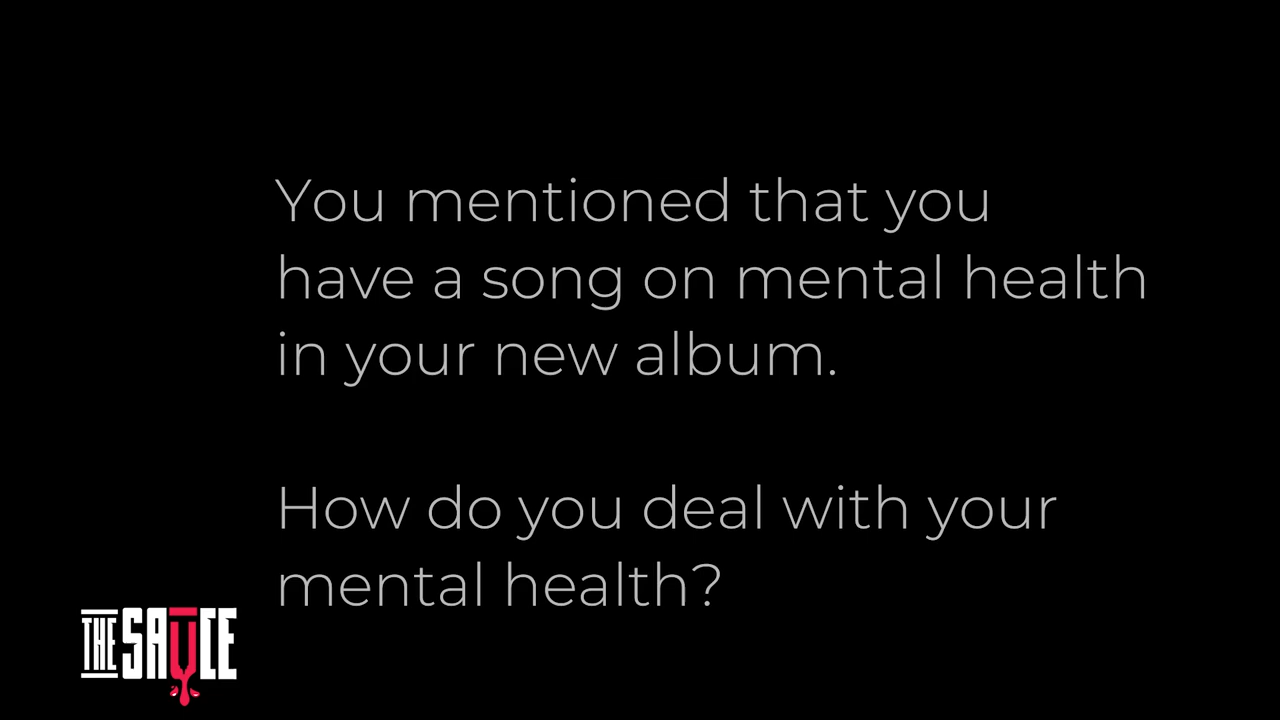 You mentioned that you
have a song on mental health
in your new album.
How do you deal with your
mental health?
THE SAUCE